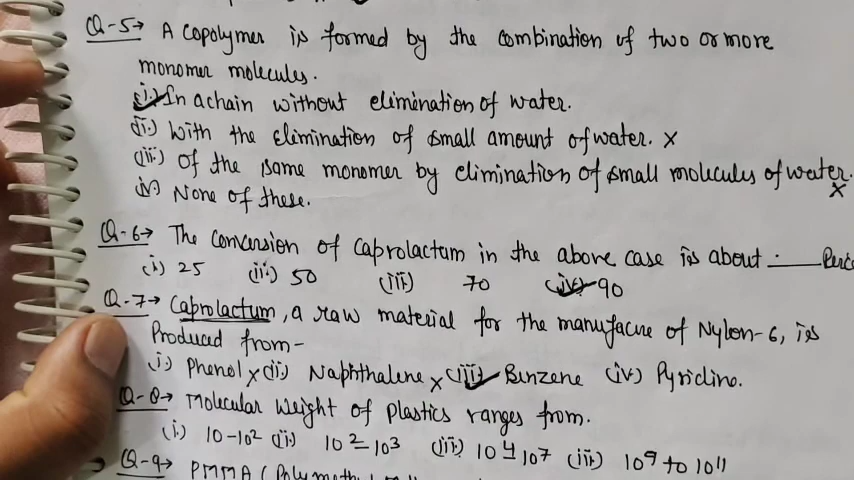 Q-5→ A copolymer is formed by the combination of two or more
monomer molecules.
(i.) In a chain without elimination of water.
(ii.) With the elimination of small amount of water. x
(iii.) Of the same monomer by elimination of small molecules of water. x
(iv) None of these.
Q-6→ The conversion of caprolactum in the above case is about .____
(i) 25 (ii.) 50 (iii) 70 (iv) 90
Q-7→ Caprolactum, a raw material for the manufacne of Nylon-6, is
Produced from-
(i.) Phenol x (ii.) Naphthalene x (iii) Benzene (iv) Pyridine.
Q-8→ Molecular Weight of plastics ranges from.
(i.) 10-10² (ii) 10²-10³ (iii) 10⁴-10⁷ (iii) 10⁹ to 10¹¹
Q-9→ PMMA (